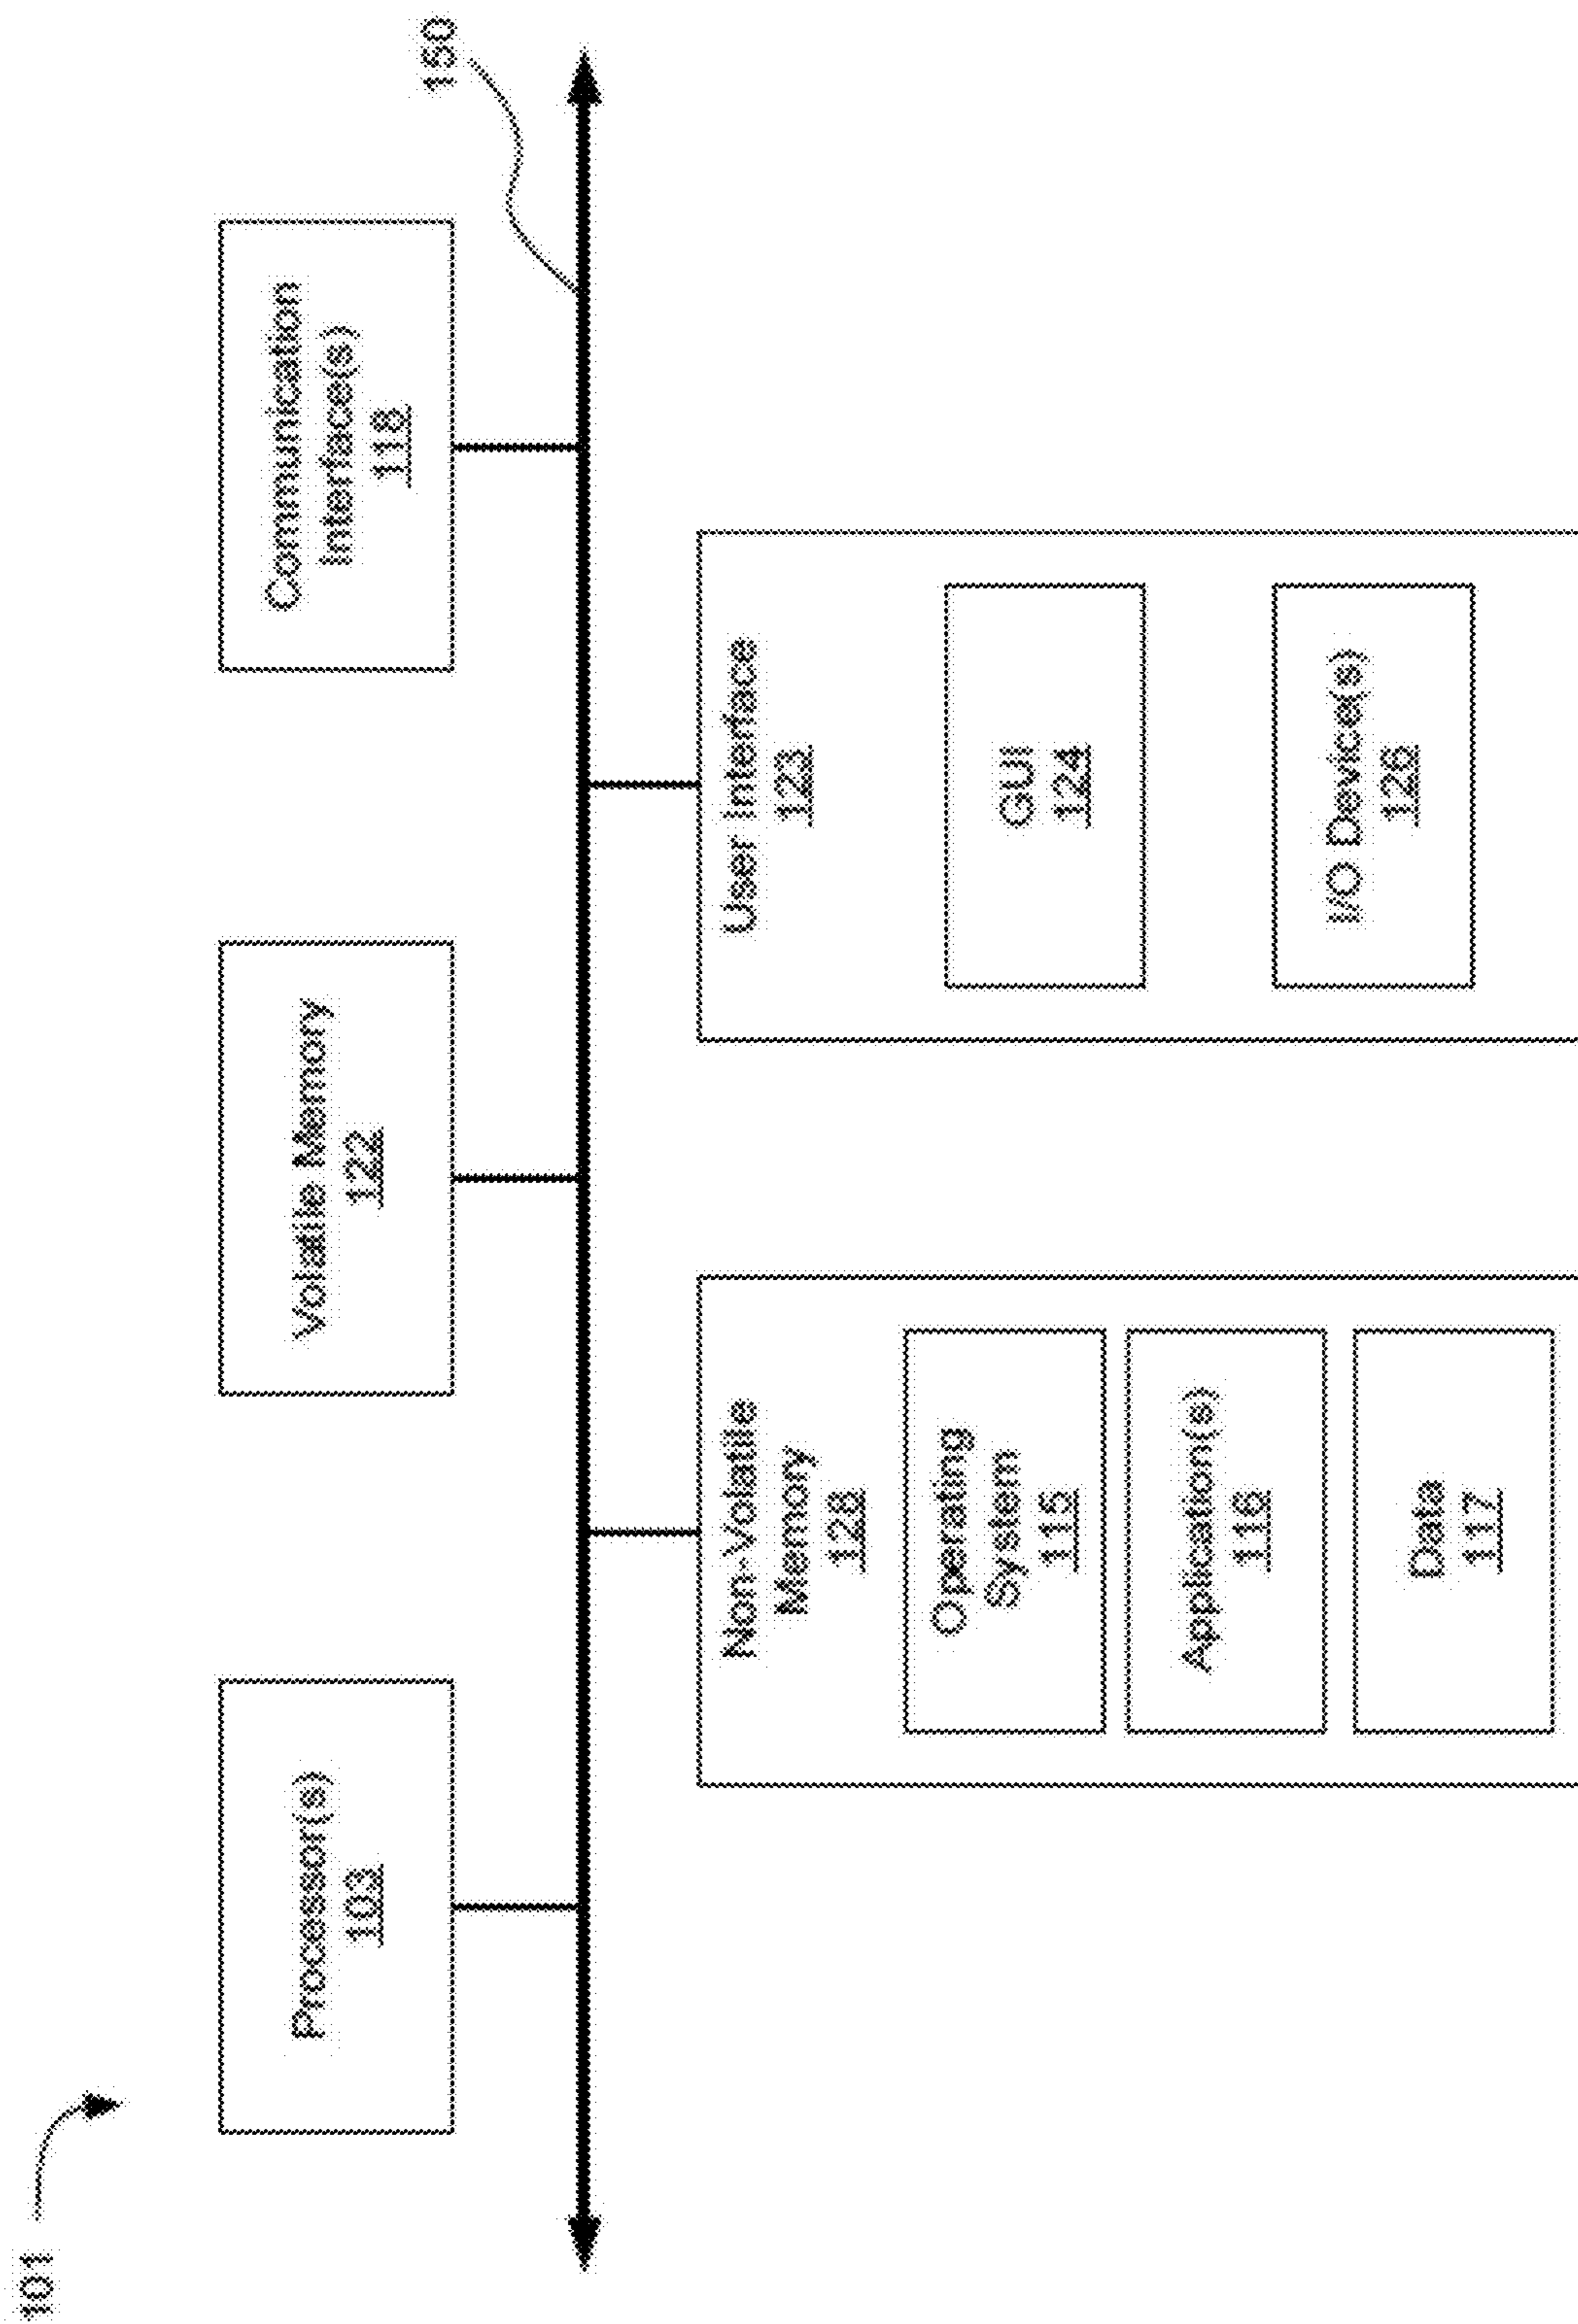 101
Processor(s)
103
Volatile Memory
122
Communication
Interface(s)
118
150
Non-Volatile
Memory
128
Operating
System
115
Application(s)
116
Data
117
User Interface
123
GUI
124
I/O Device(s)
126